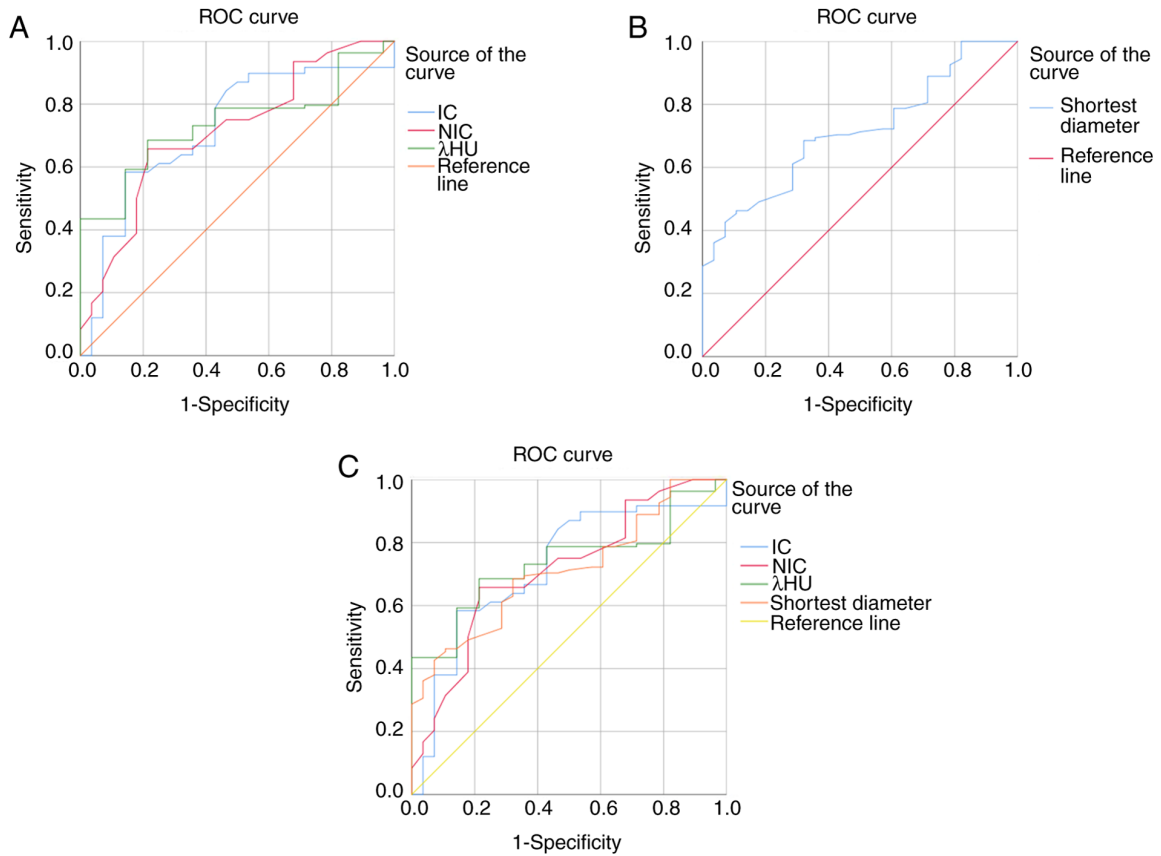 A
ROC curve
1.0
0.8
0.6
0.4
0.2
0.0
Sensitivity
0.0 0.2 0.4 0.6 0.8 1.0
1-Specificity
Source of the
curve
IC
NIC
λHU
Reference
line
B
ROC curve
1.0
0.8
0.6
0.4
0.2
0.0
Sensitivity
0.0 0.2 0.4 0.6 0.8 1.0
1-Specificity
Source of the
curve
Shortest
diameter
Reference
line
C
ROC curve
1.0
0.8
0.6
0.4
0.2
0.0
Sensitivity
0.0 0.2 0.4 0.6 0.8 1.0
1-Specificity
Source of the
curve
IC
NIC
λHU
Shortest diameter
Reference line